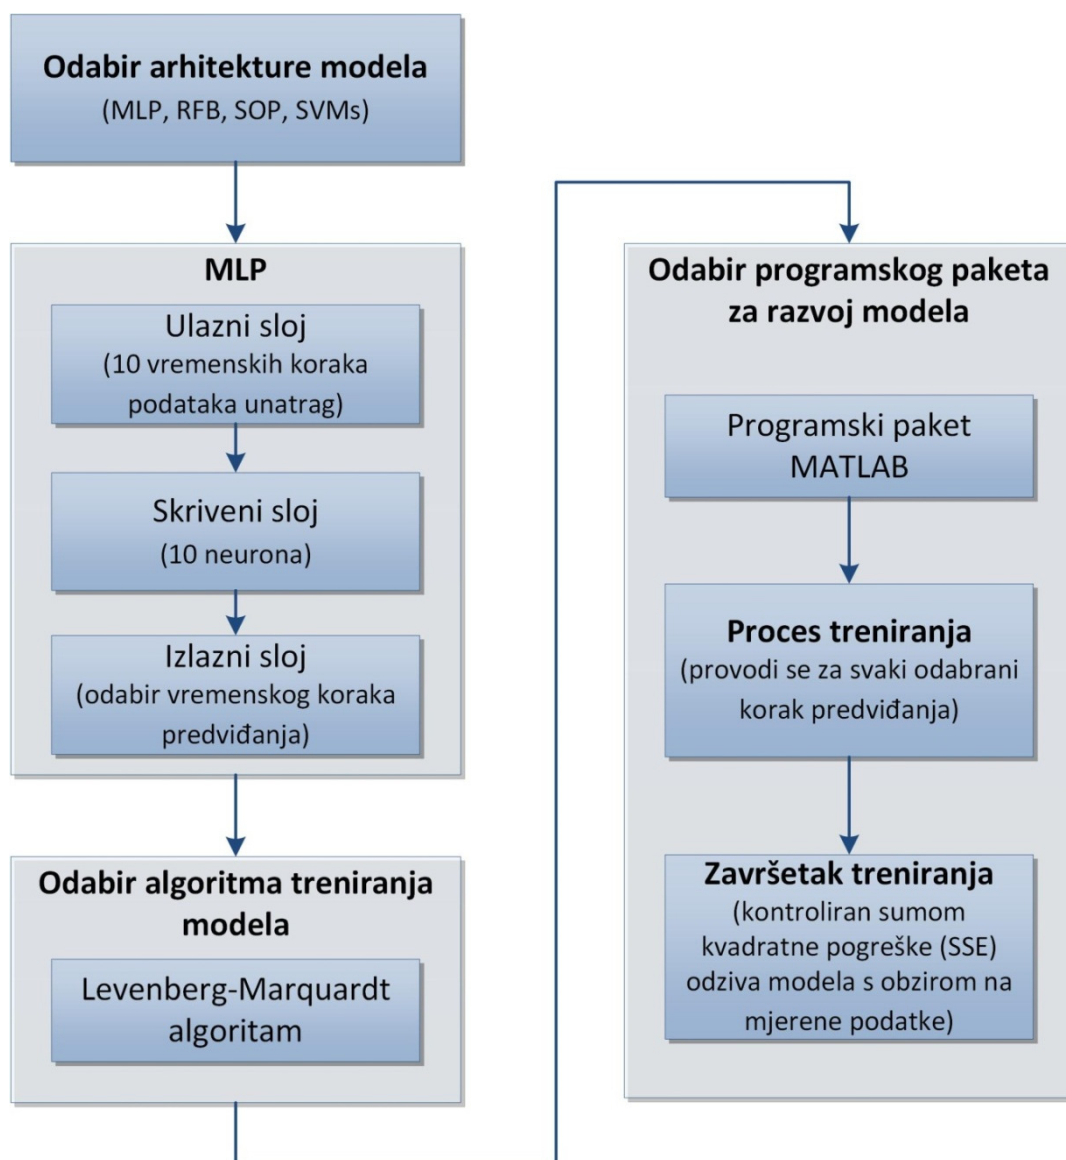 Odabir arhitekture modela
(MLP, RFB, SOP, SVMs)
MLP
Ulazni sloj
(10 vremenskih koraka
podataka unatrag)
Skriveni sloj
(10 neurona)
Izlazni sloj
(odabir vremenskog koraka
predviđanja)
Odabir algoritma treniranja
modela
Levenberg-Marquardt
algoritam
Odabir programskog paketa
za razvoj modela
Programski paket
MATLAB
Proces treniranja
(provodi se za svaki odabrani
korak predviđanja)
Završetak treniranja
(kontroliran sumom
kvadratne pogreške (SSE)
odziva modela s obzirom na
mjerene podatke)